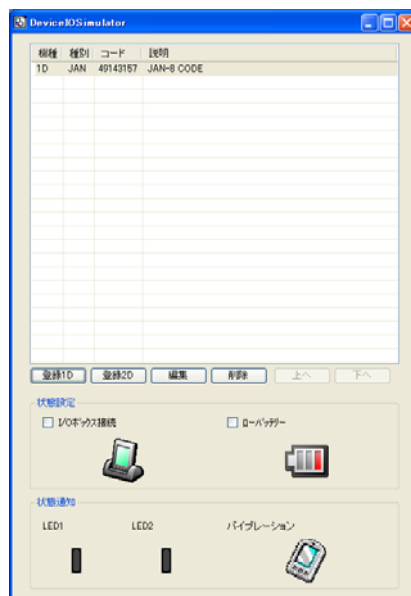 DeviceIOSimulator
機種 種別 コード 説明
1D JAN 49143157 JAN-8 CODE
登録1D 登録2D 編集 削除 上へ 下へ
状態設定
I/Oボックス接続 ローバッテリー
状態通知
LED1 LED2 バイブレーション